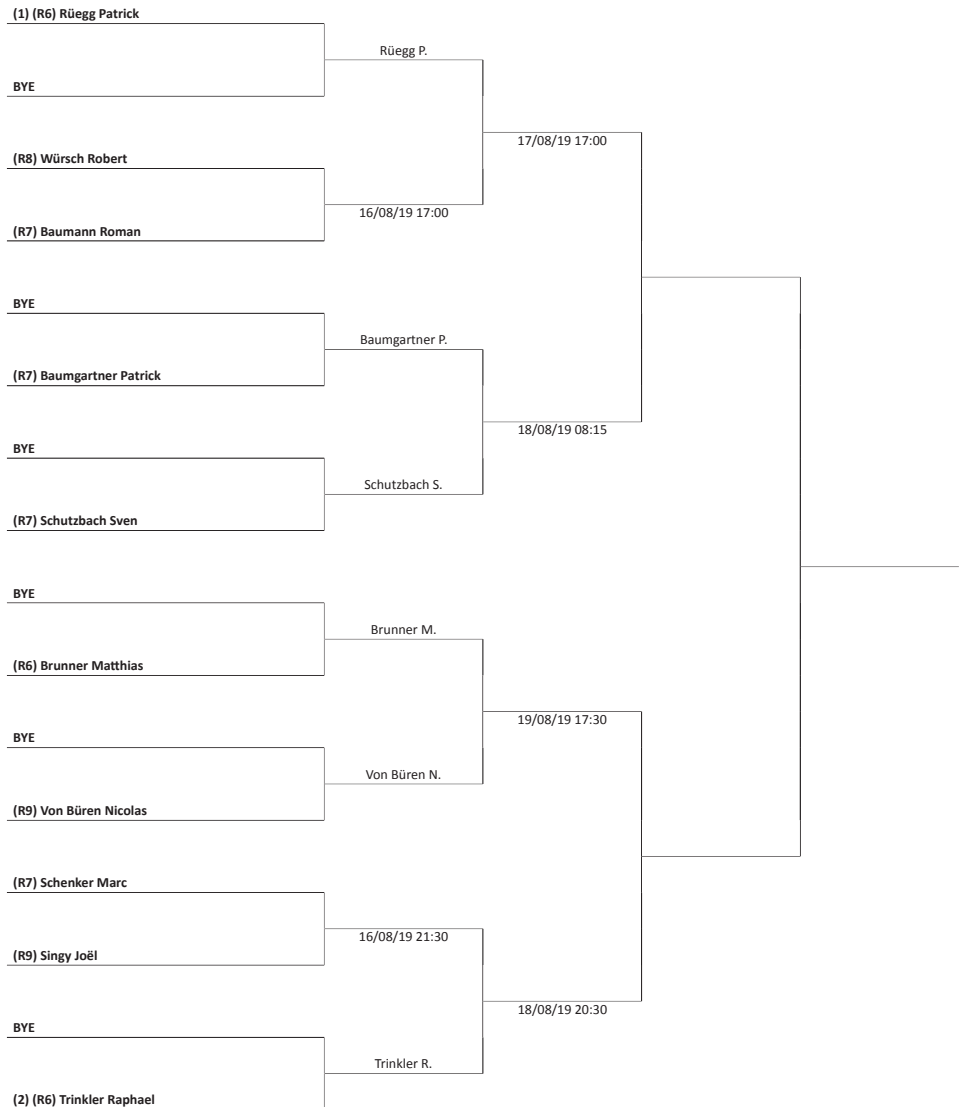 (1) (R6) Rüegg Patrick
Rüegg P.
BYE
17/08/19 17:00
(R8) Würsch Robert
16/08/19 17:00
(R7) Baumann Roman
BYE
Baumgartner P.
(R7) Baumgartner Patrick
18/08/19 08:15
BYE
Schutzbach S.
(R7) Schutzbach Sven
BYE
Brunner M.
(R6) Brunner Matthias
19/08/19 17:30
BYE
Von Büren N.
(R9) Von Büren Nicolas
(R7) Schenker Marc
16/08/19 21:30
(R9) Singy Joël
18/08/19 20:30
BYE
Trinkler R.
(2) (R6) Trinkler Raphael